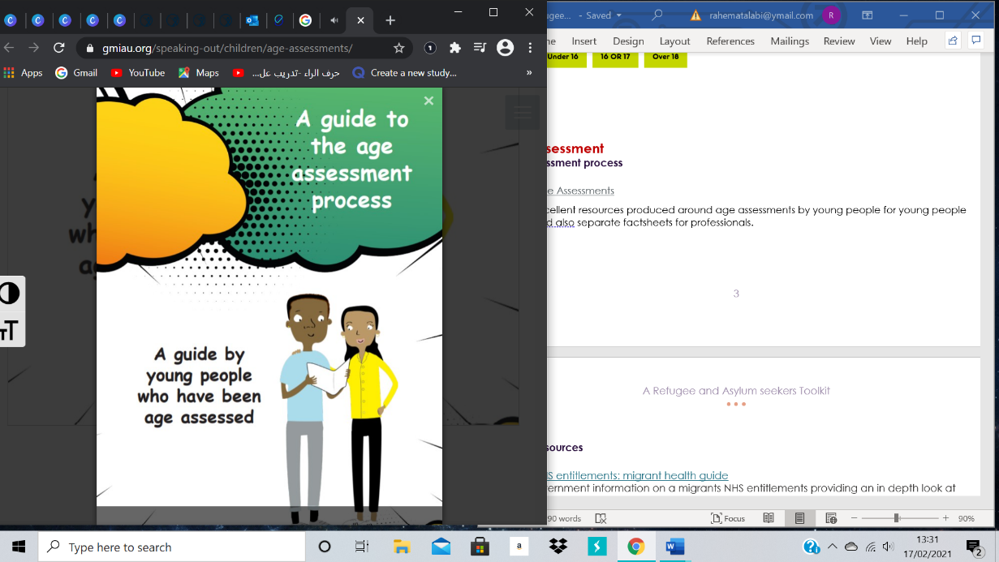 +
gmiau.org/speaking-out/children/age-assessments/
Apps
Gmail
YouTube
Maps
حرف الراء -تدريب عل...
Create a new study...
»
A guide to
the age
assessment
process
A guide by
young people
who have been
age assessed
TT
ugee... - Saved
rahematalabi@ymail.com
R
ne Insert Design Layout References Mailings Review View Help
Under 16
16 OR 17
Over 18
sessment
ssment process
e Assessments
cellent resources produced around age assessments by young people for young people
d also separate factsheets for professionals.
3
A Refugee and Asylum seekers Toolkit
sources
HS entitlements: migrant health guide
vernment information on a migrants NHS entitlements providing an in depth look at
90 words
Focus
90%
Type here to search
13:31
17/02/2021
2